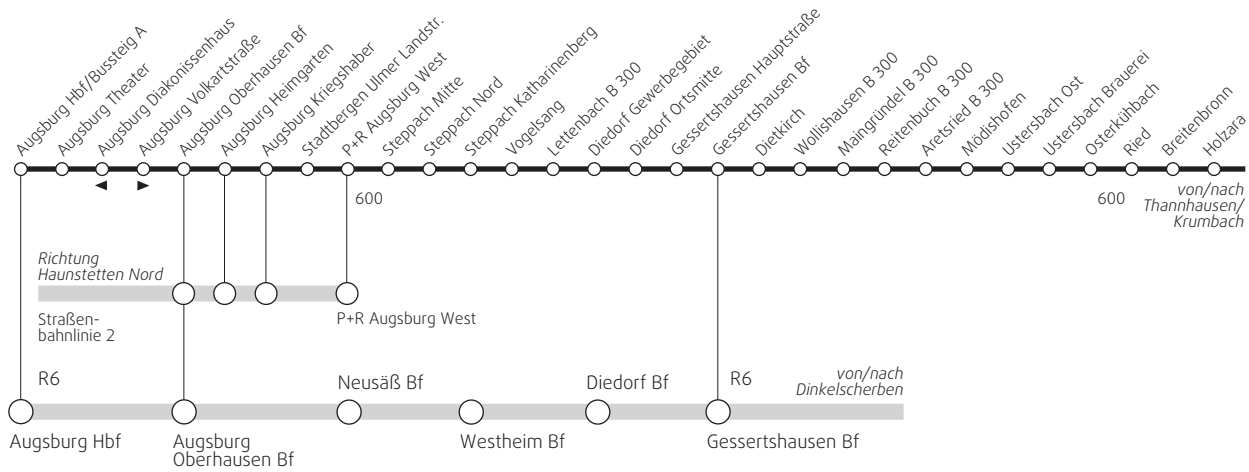 Augsburg Hbf/Bussteig A
Augsburg Theater
Augsburg Diakonissenhaus
Augsburg Volkartstraße
Augsburg Oberhausen Bf
Augsburg Heimgarten
Augsburg Kriegshaber
Stadtbergen Ulmer Landstr.
P+R Augsburg West
Steppach Mitte
Steppach Nord
Steppach Katharinenberg
Vogelsang
Lettenbach B 300
Diedorf Gewerbegebiet
Diedorf Ortsmitte
Gessertshausen Hauptstraße
Gessertshausen Bf
Dietkirch
Wollishausen B 300
Maingründel B 300
Reitenbuch B 300
Aretsried B 300
Mödishofen
Ustersbach Ost
Ustersbach Brauerei
Osterkühbach
Ried
Breitenbronn
Holzara
600
600
von/nach
Thannhausen/
Krumbach
Richtung
Haunstetten Nord
Straßen-
bahnlinie 2
P+R Augsburg West
R6
Neusäß Bf
Diedorf Bf
R6
von/nach
Dinkelscherben
Augsburg Hbf
Augsburg
Oberhausen Bf
Westheim Bf
Gessertshausen Bf